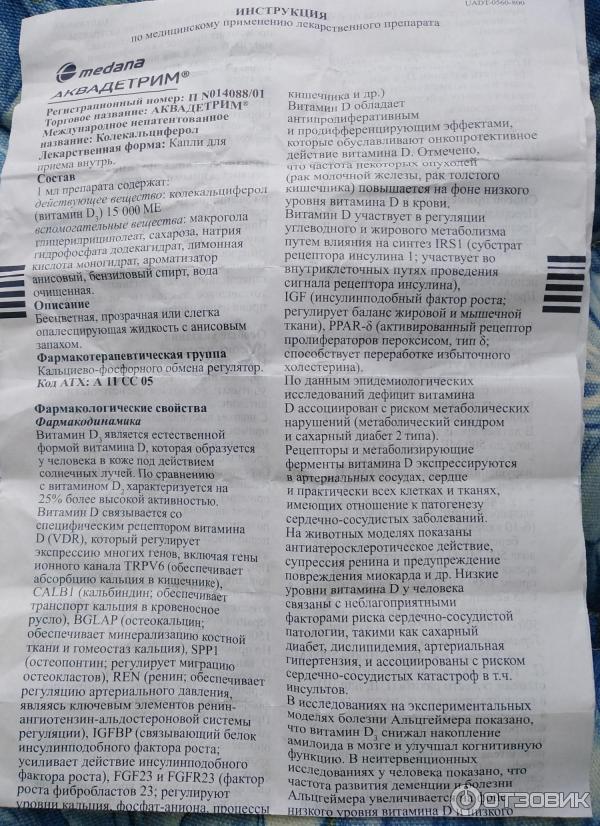 UADT-0560-800
ИНСТРУКЦИЯ
по медицинскому применению лекарственного препарата
medana
АКВАДЕТРИМ®
Регистрационный номер: П N014088/01
Торговое название: АКВАДЕТРИМ®
Международное непатентованное
название: Колекальциферол
Лекарственная форма: Капли для
приема внутрь.
Состав
1 мл препарата содержит:
действующее вещество: колекальциферол
(витамин D3) 15 000 МЕ
вспомогательные вещества: макрогола
глицерилрицинолеат, сахароза, натрия
гидрофосфата додекагидрат, лимонная
кислота моногидрат, ароматизатор
анисовый, бензиловый спирт, вода
очищенная.
Описание
Бесцветная, прозрачная или слегка
опалесцирующая жидкость с анисовым
запахом.
Фармакотерапевтическая группа
Кальциево-фосфорного обмена регулятор.
Код АТХ: А 11 СС 05
Фармакологические свойства
Фармакодинамика
Витамин D3 является естественной
формой витамина D, которая образуется
у человека в коже под действием
солнечных лучей. По сравнению
с витамином D2 характеризуется на
25% более высокой активностью.
Витамин D связывается со
специфическим рецептором витамина
D (VDR), который регулирует
экспрессию многих генов, включая гены
ионного канала TRPV6 (обеспечивает
абсорбцию кальция в кишечнике),
CALB1 (кальбиндин; обеспечивает
транспорт кальция в кровеносное
русло), BGLAP (остеокальцин;
обеспечивает минерализацию костной
ткани и гомеостаз кальция), SPP1
(остеопонтин; регулирует миграцию
остеокластов), REN (ренин; обеспечивает
регуляцию артериального давления,
являясь ключевым элементов ренин-
ангиотензин-альдостероновой системы
регуляции), IGFBP (связывающий белок
инсулинподобного фактора роста;
усиливает действие инсулинподобного
фактора роста), FGF23 и FGFR23 (фактор
роста фибробластов 23; регулируют
уровни кальция, фосфат-аниона, процессы
кишечника и др.)
Витамин D обладает
антипролиферативным
и продифференцирующим эффектами,
которые обуславливают онкопротективное
действие витамина D. Отмечено,
что частота некоторых опухолей
(рак молочной железы, рак толстого
кишечника) повышается на фоне низкого
уровня витамина D в крови.
Витамин D участвует в регуляции
углеводного и жирового метаболизма
путем влияния на синтез IRS1 (субстрат
рецептора инсулина 1; участвует во
внутриклеточных путях проведения
сигнала рецептора инсулина),
IGF (инсулинподобный фактор роста;
регулирует баланс жировой и мышечной
ткани), PPAR-δ (активированный рецептор
пролифераторов пероксисом, тип δ;
способствует переработке избыточного
холестерина).
По данным эпидемиологических
исследований дефицит витамина
D ассоциирован с риском метаболических
нарушений (метаболический синдром
и сахарный диабет 2 типа).
Рецепторы и метаболизирующие
ферменты витамина D экспрессируются
в артериальных сосудах, сердце
и практически всех клетках и тканях,
имеющих отношение к патогенезу
сердечно-сосудистых заболеваний.
На животных моделях показаны
антиатеросклеротическое действие,
супрессия ренина и предупреждение
повреждения миокарда и др. Низкие
уровни витамина D у человека
связаны с неблагоприятными
факторами риска сердечно-сосудистой
патологии, такими как сахарный
диабет, дислипидемия, артериальная
гипертензия, и ассоциированы с риском
сердечно-сосудистых катастроф в т.ч.
инсультов.
В исследованиях на экспериментальных
моделях болезни Альцгеймера показано,
что витамин D3 снижал накопление
амилоида в мозге и улучшал когнитивную
функцию. В неинтервенционных
исследованиях у человека показано, что
частота развития деменции и болезни
Альцгеймера увеличивается
низкого уровня витамина D и низкого
ОТЗОВИК